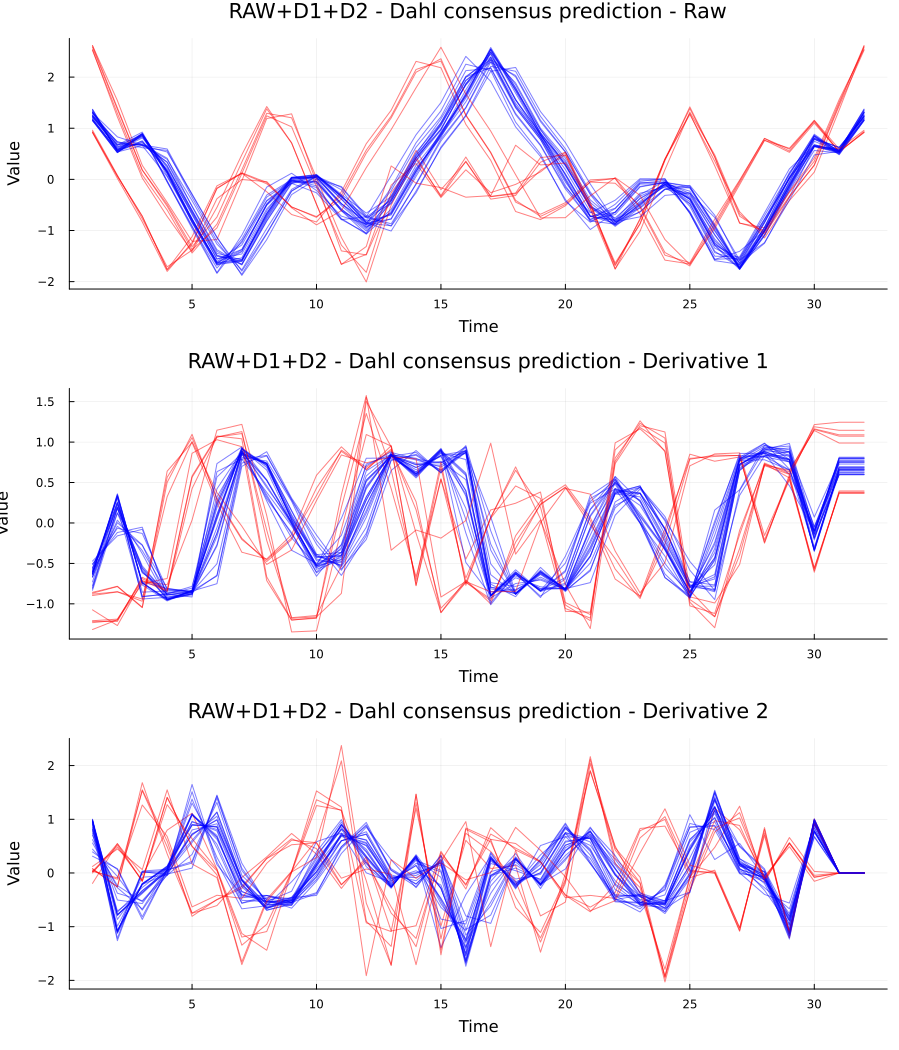 RAW+D1+D2 - Dahl consensus prediction - Raw
Value
2
1
0
−1
−2
5 10 15 20 25 30
Time
RAW+D1+D2 - Dahl consensus prediction - Derivative 1
Value
1.5
1.0
0.5
0.0
−0.5
−1.0
5 10 15 20 25 30
Time
RAW+D1+D2 - Dahl consensus prediction - Derivative 2
Value
2
1
0
−1
−2
5 10 15 20 25 30
Time